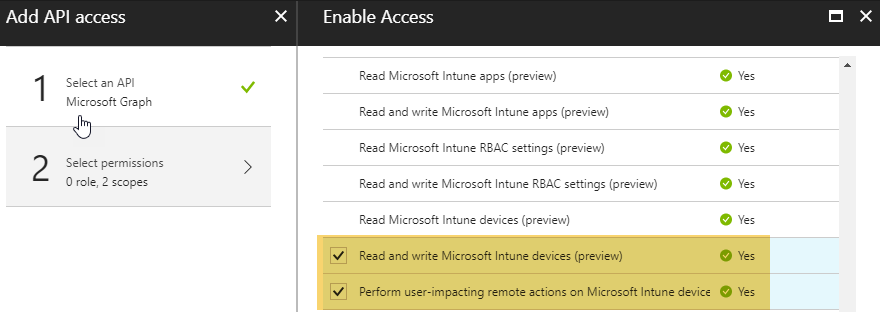 Add API access
Enable Access
1
Select an API
Microsoft Graph
2
Select permissions
0 role, 2 scopes
Read Microsoft Intune apps (preview) Yes
Read and write Microsoft Intune apps (preview) Yes
Read Microsoft Intune RBAC settings (preview) Yes
Read and write Microsoft Intune RBAC settings (preview) Yes
Read Microsoft Intune devices (preview) Yes
Read and write Microsoft Intune devices (preview) Yes
Perform user-impacting remote actions on Microsoft Intune device Yes